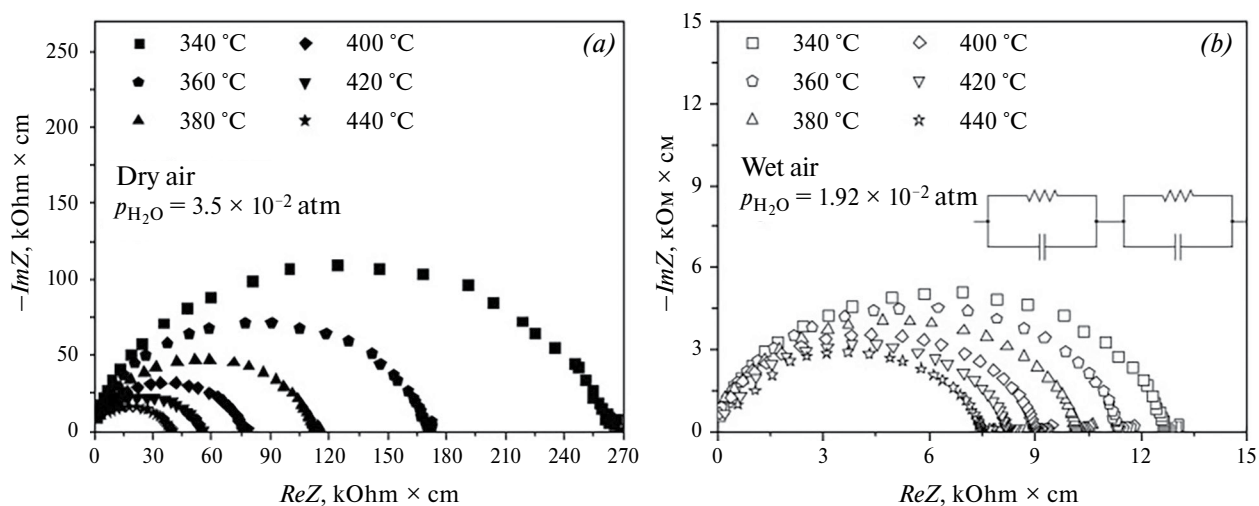 (a)
340 °C
400 °C
360 °C
420 °C
380 °C
440 °C
Dry air
pH2O = 3.5 × 10−2 atm
−ImZ, kOhm × cm
250
200
150
100
50
0
0 30 60 90 120 150 180 210 240 270
ReZ, kOhm × cm
(b)
340 °C
400 °C
360 °C
420 °C
380 °C
440 °C
Wet air
pH2O = 1.92 × 10−2 atm
−ImZ, кОм × см
15
12
9
6
3
0
0 3 6 9 12 15
ReZ, kOhm × cm